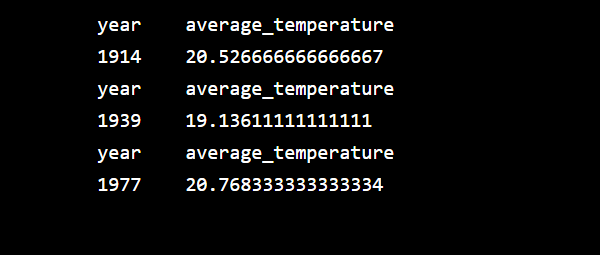 year    average_temperature
1914    20.526666666666667
year    average_temperature
1939    19.13611111111111
year    average_temperature
1977    20.768333333333334